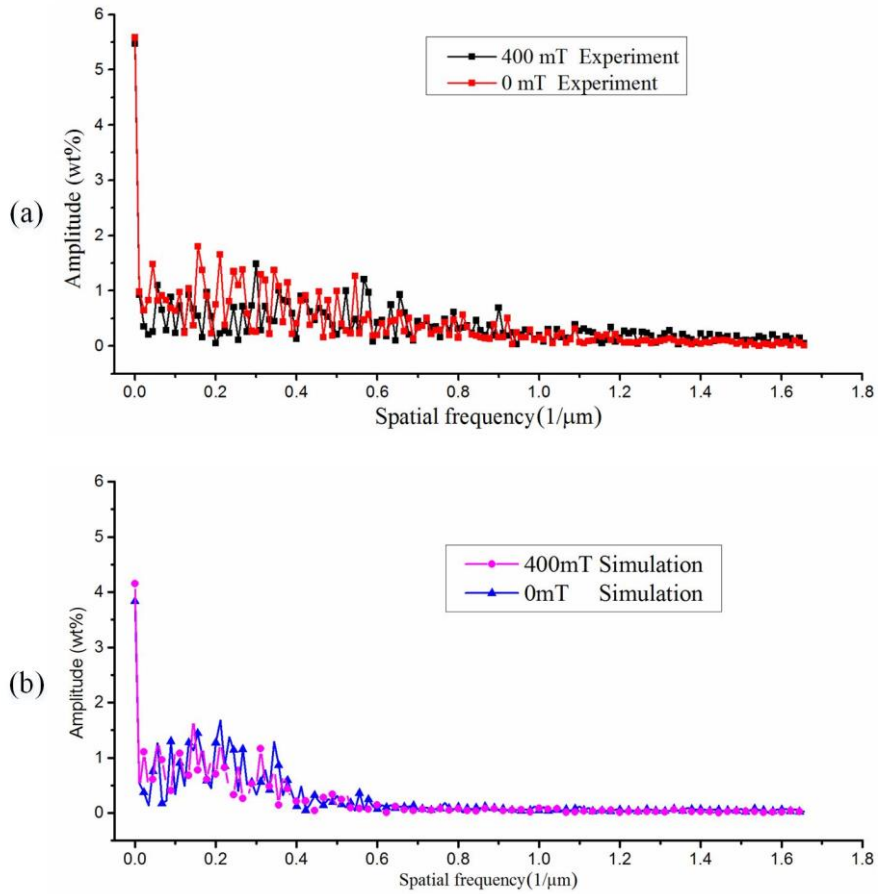 6
400 mT Experiment
0 mT Experiment
5
4
(a)
Amplitude (wt%)
3
2
1
0
0.0 0.2 0.4 0.6 0.8 1.0 1.2 1.4 1.6 1.8
Spatial frequency(1/μm)
6
5
400mT Simulation
0mT Simulation
4
(b)
Amplitude (wt%)
3
2
1
0
0.0 0.2 0.4 0.6 0.8 1.0 1.2 1.4 1.6 1.8
Spatial frequency(1/μm)